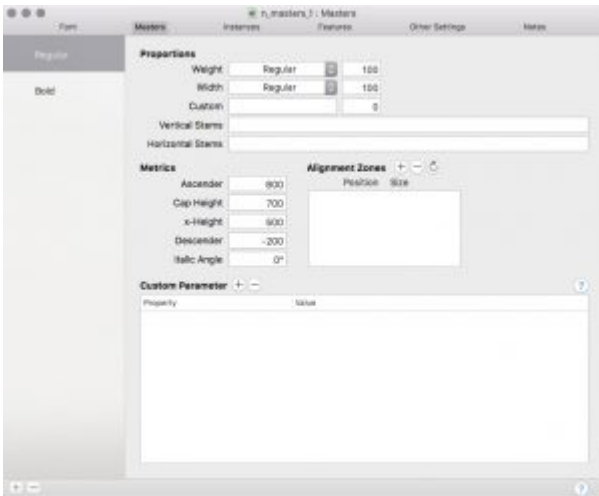 n_masters_1 : Masters
Font Masters Instances Features Other Settings Notes
Regular
Bold
Proportions
Weight Regular 100
Width Regular 100
Custom 0
Vertical Stems
Horizontal Stems
Metrics
Ascender 800
Cap Height 700
x-Height 500
Descender -200
Italic Angle 0°
Alignment Zones + − 
Position Size
Custom Parameter + −
Property Value
?
+ −
?